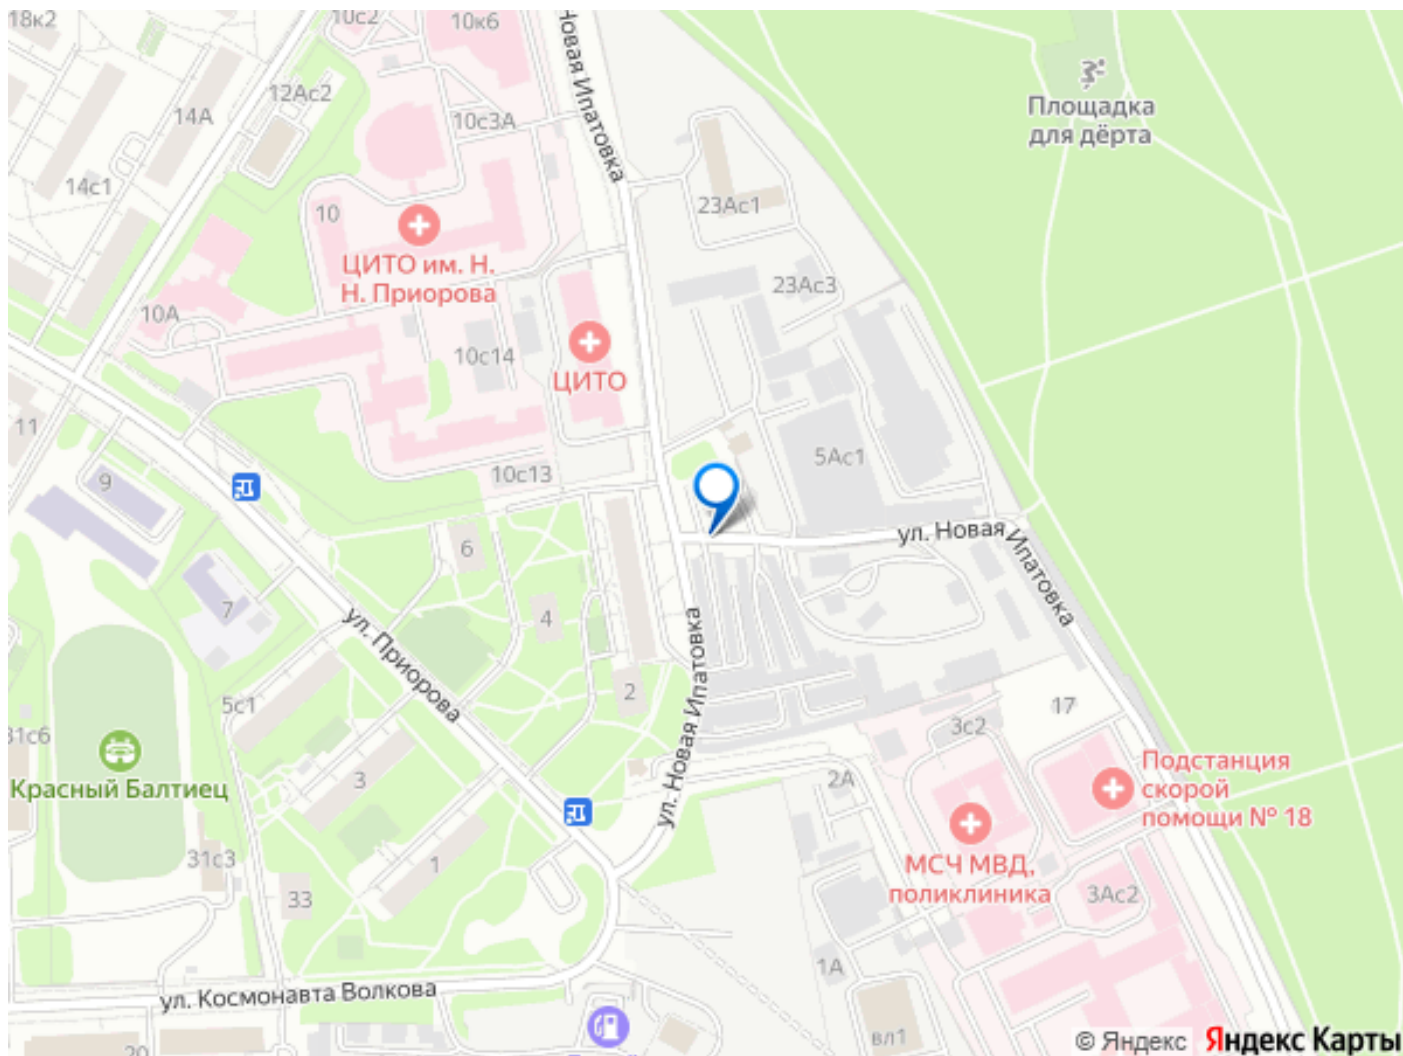 18к2
10с2
10к6
Новая Ипатовка
12Ас2
14А
10с3А
Площадка
для дёрта
14с1
10
23Ас1
ЦИТО им. Н.
Н. Приорова
23Ас3
10А
10с14
ЦИТО
11
5Ас1
10с13
9
ул. Новая Ипатовка
6
7
4
ул. Приорова
ул. Новая Ипатовка
2
5с1
3с2
17
31с6
Красный Балтиец
3
2А
Подстанция
скорой
помощи № 18
МСЧ МВД,
поликлиника
31с3
1
33
3Ас2
1А
ул. Космонавта Волкова
вл1
20
© Яндекс
Яндекс Карты